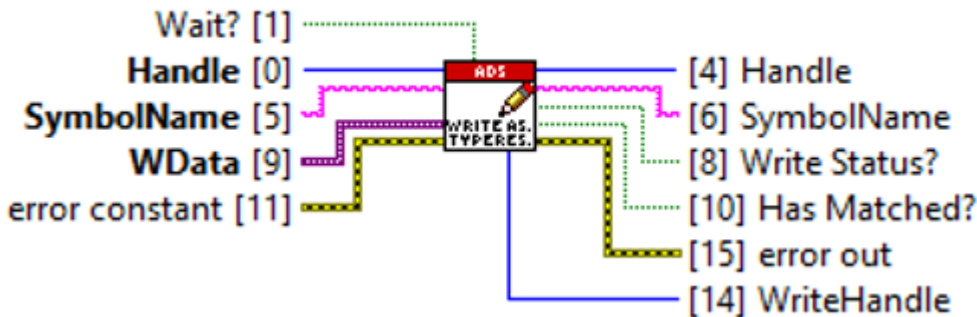 Wait? [1]
Handle [0]
SymbolName [5]
WData [9]
error constant [11]
ADS
WRITE AS.
TYPERES.
[4] Handle
[6] SymbolName
[8] Write Status?
[10] Has Matched?
[15] error out
[14] WriteHandle